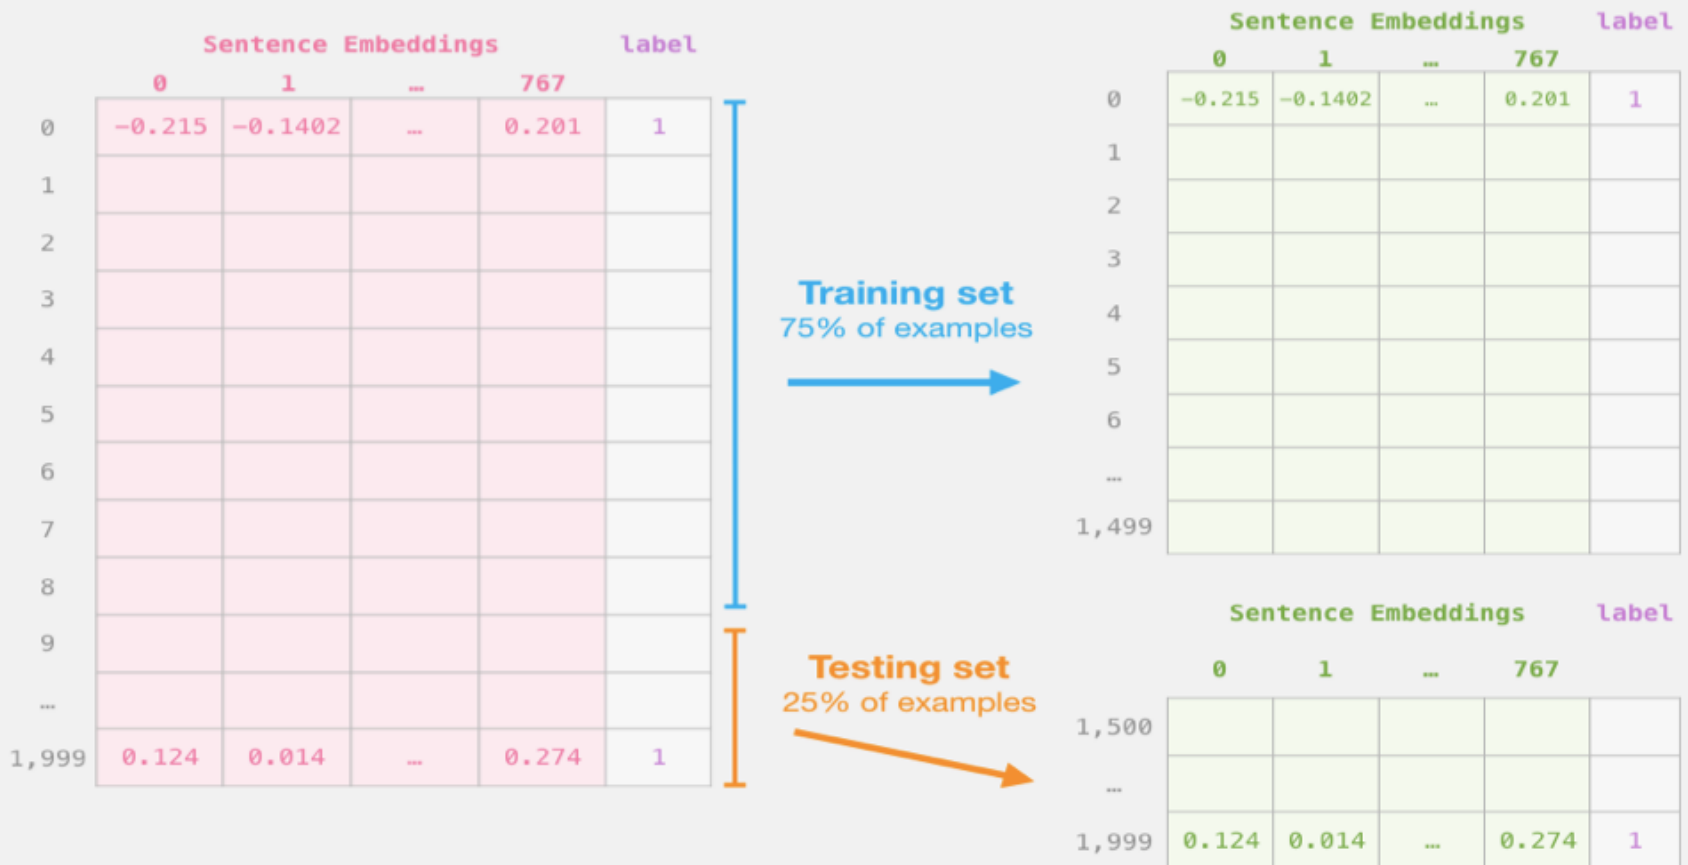 Sentence Embeddings label
0 1 … 767
0 −0.215 −0.1402 … 0.201 1
1
2
3
4
5
6
7
8
9
…
1,999 0.124 0.014 … 0.274 1
Training set
75% of examples
Testing set
25% of examples
Sentence Embeddings label
0 1 … 767
0 −0.215 −0.1402 … 0.201 1
1
2
3
4
5
6
…
1,499
Sentence Embeddings label
0 1 … 767
1,500
…
1,999 0.124 0.014 … 0.274 1